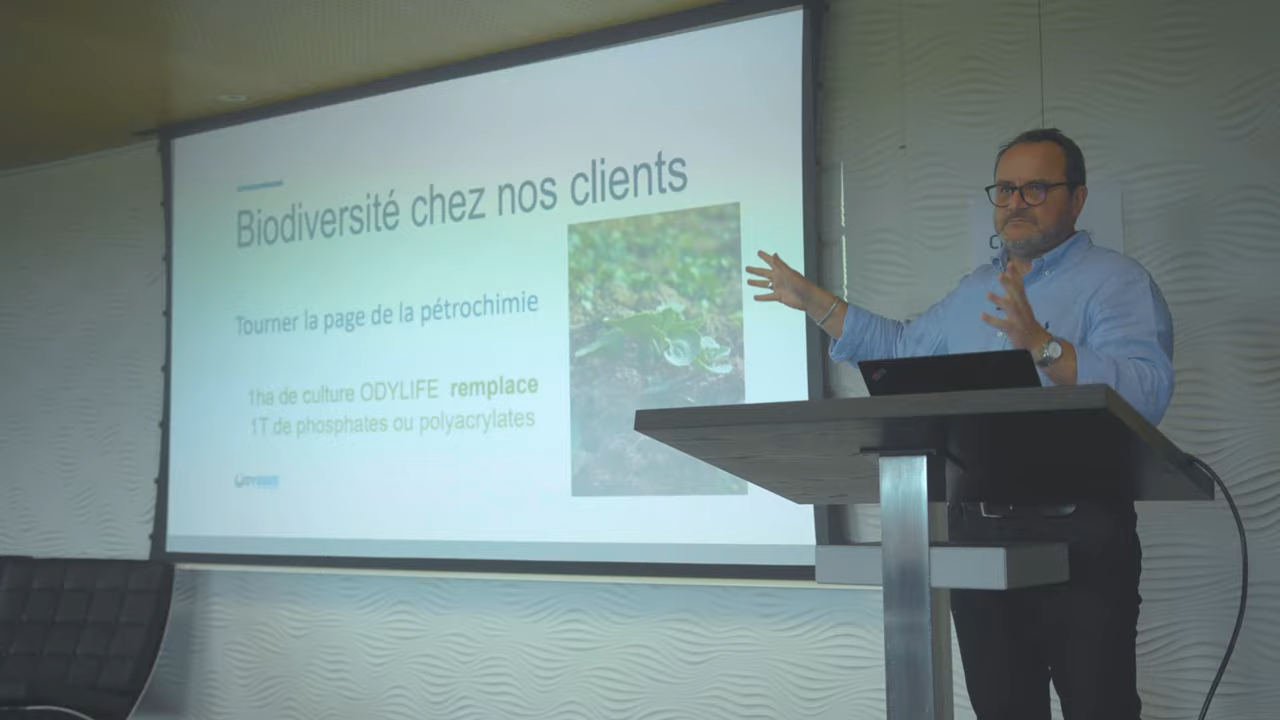 Biodiversité chez nos clients
Tourner la page de la pétrochimie
1ha de culture ODYLIFE remplace
1T de phosphates ou polyacrylates